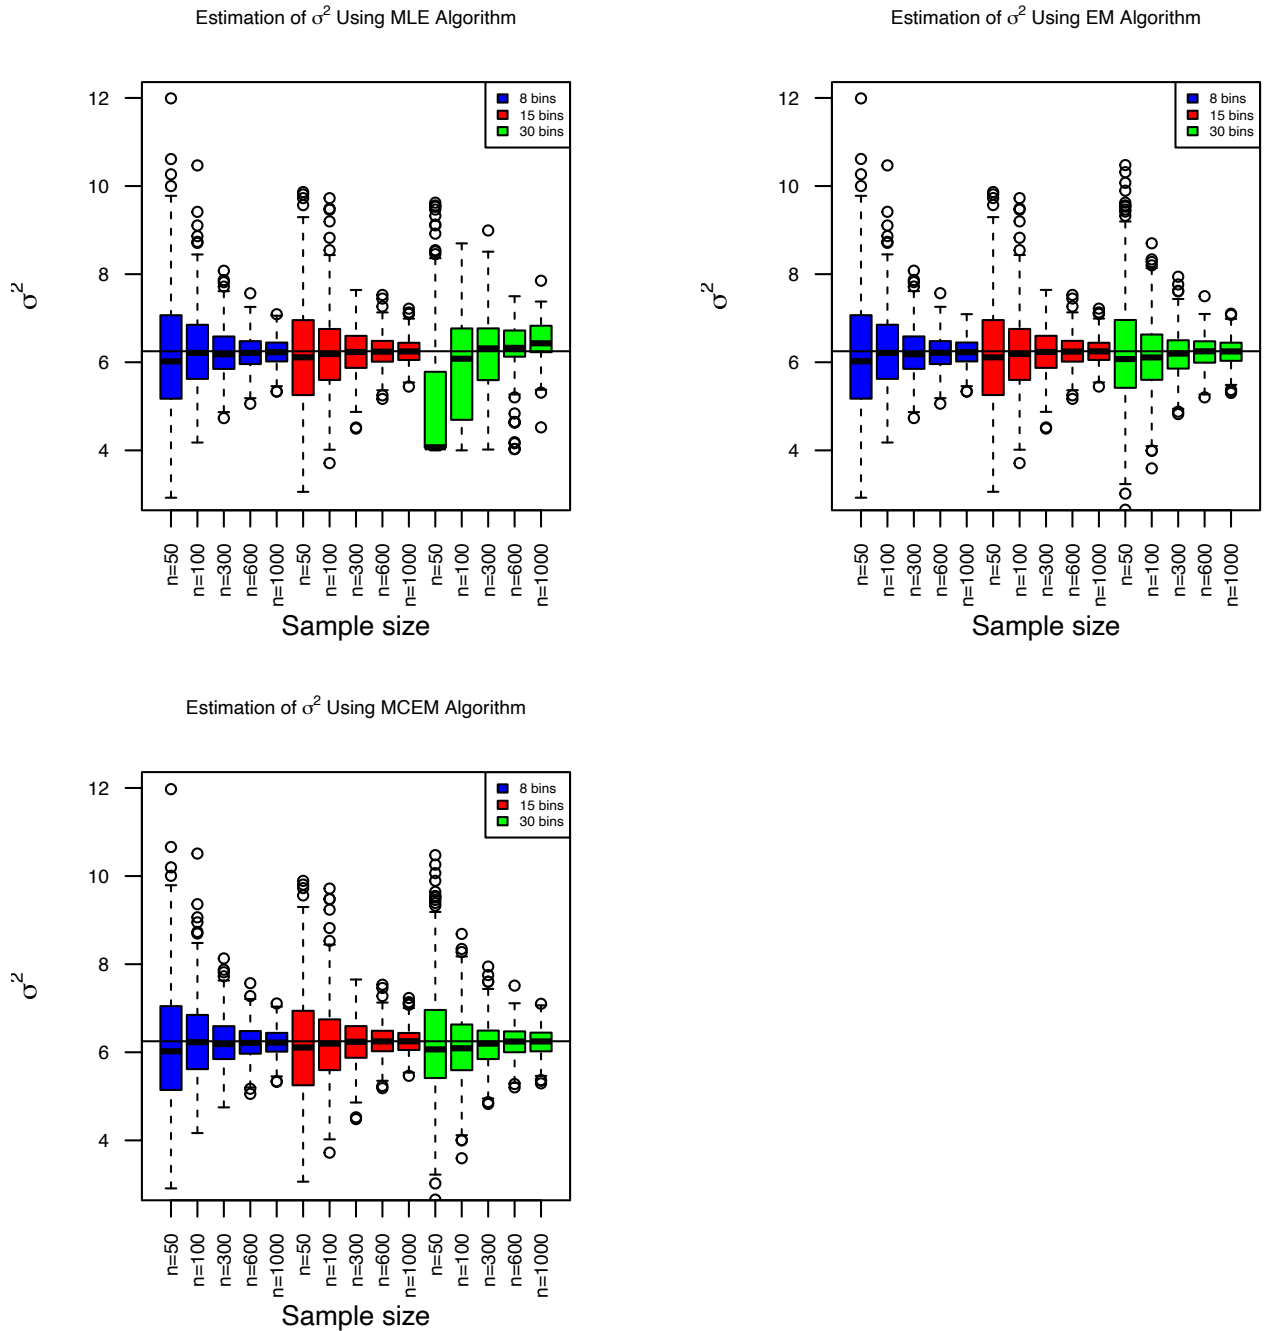 Estimation of σ² Using MLE Algorithm
σ²
12
10
8
6
4
8 bins
15 bins
30 bins
n=50
n=100
n=300
n=600
n=1000
n=50
n=100
n=300
n=600
n=1000
n=50
n=100
n=300
n=600
n=1000
Sample size
Estimation of σ² Using EM Algorithm
σ²
12
10
8
6
4
8 bins
15 bins
30 bins
n=50
n=100
n=300
n=600
n=1000
n=50
n=100
n=300
n=600
n=1000
n=50
n=100
n=300
n=600
n=1000
Sample size
Estimation of σ² Using MCEM Algorithm
σ²
12
10
8
6
4
8 bins
15 bins
30 bins
n=50
n=100
n=300
n=600
n=1000
n=50
n=100
n=300
n=600
n=1000
n=50
n=100
n=300
n=600
n=1000
Sample size